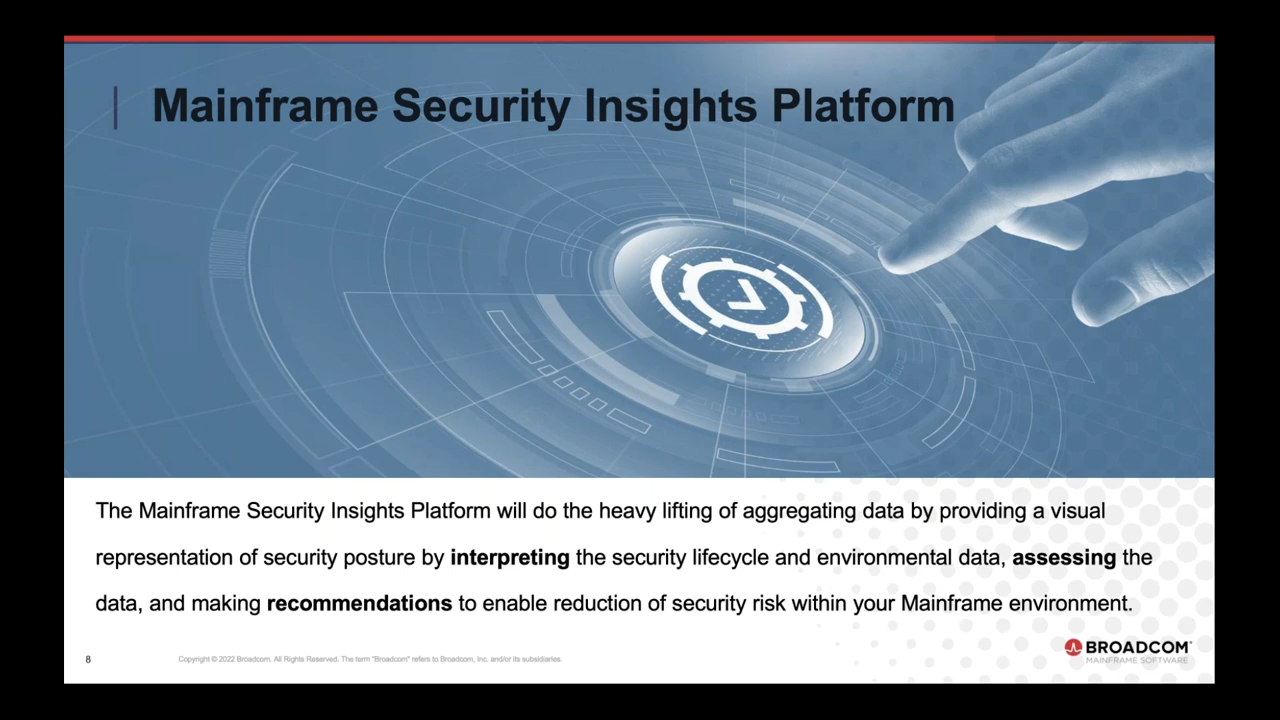 Mainframe Security Insights Platform
The Mainframe Security Insights Platform will do the heavy lifting of aggregating data by providing a visual
representation of security posture by interpreting the security lifecycle and environmental data, assessing the
data, and making recommendations to enable reduction of security risk within your Mainframe environment.
8
Copyright © 2022 Broadcom. All Rights Reserved. The term "Broadcom" refers to Broadcom, Inc. and/or its subsidiaries.
BROADCOM®
MAINFRAME SOFTWARE